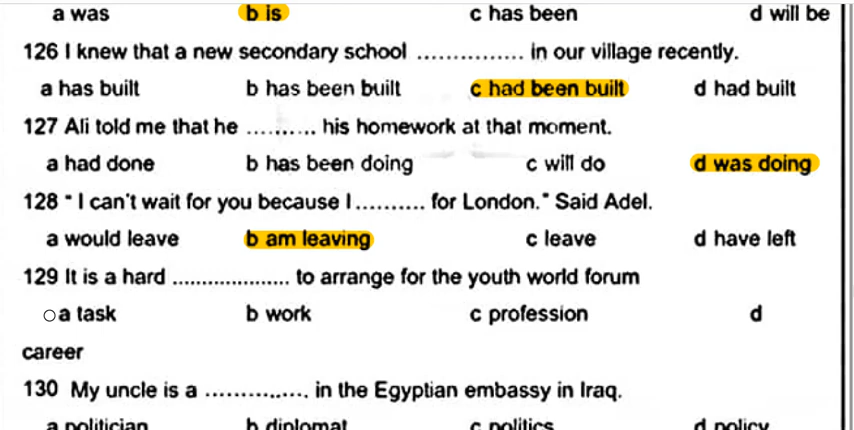 a was b is c has been d will be
126 I knew that a new secondary school ................ in our village recently.
a has built b has been built c had been built d had built
127 Ali told me that he .......... his homework at that moment.
a had done b has been doing c will do d was doing
128 " I can't wait for you because I .......... for London." Said Adel.
a would leave b am leaving c leave d have left
129 It is a hard .................... to arrange for the youth world forum
a task b work c profession d
career
130 My uncle is a ................ in the Egyptian embassy in Iraq.
a politician b diplomat c politics d policy